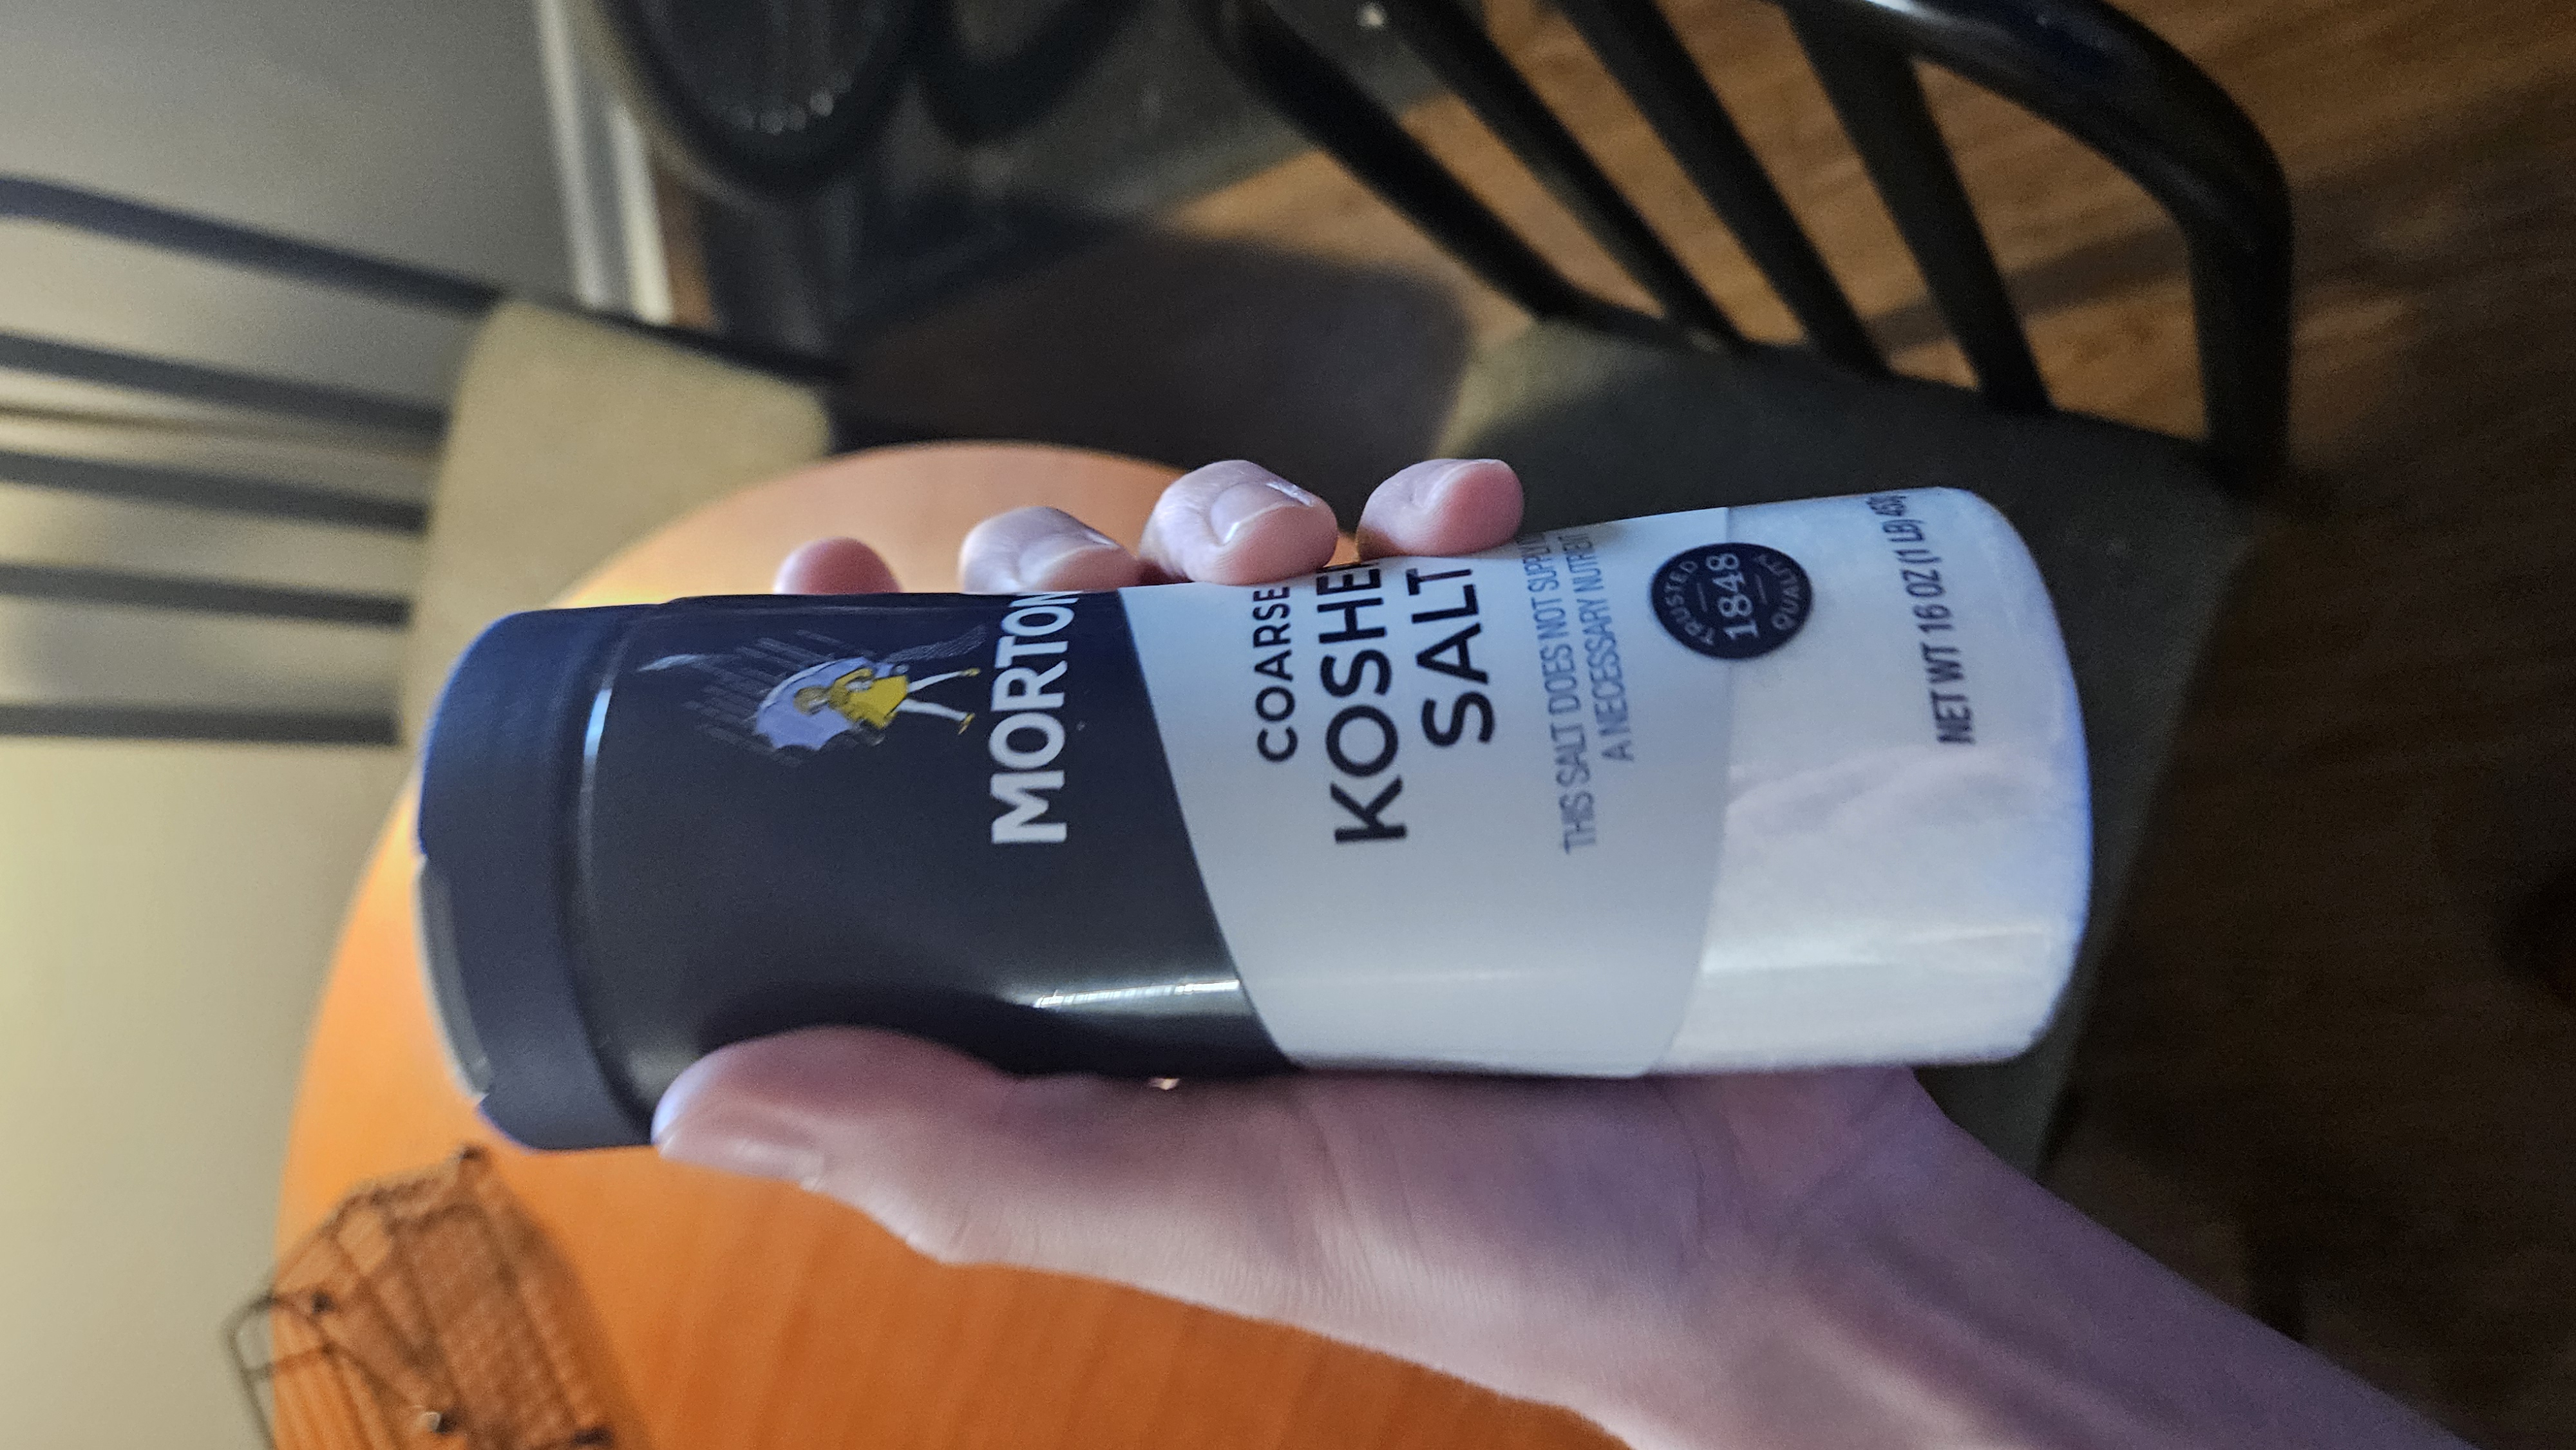 MORTON
COARSE
KOSHER
SALT
THIS SALT DOES NOT SUPPLY
A NECESSARY NUTRIENT
TRUSTED
1848
QUALITY
NET WT 16 OZ (1 LB) 453g